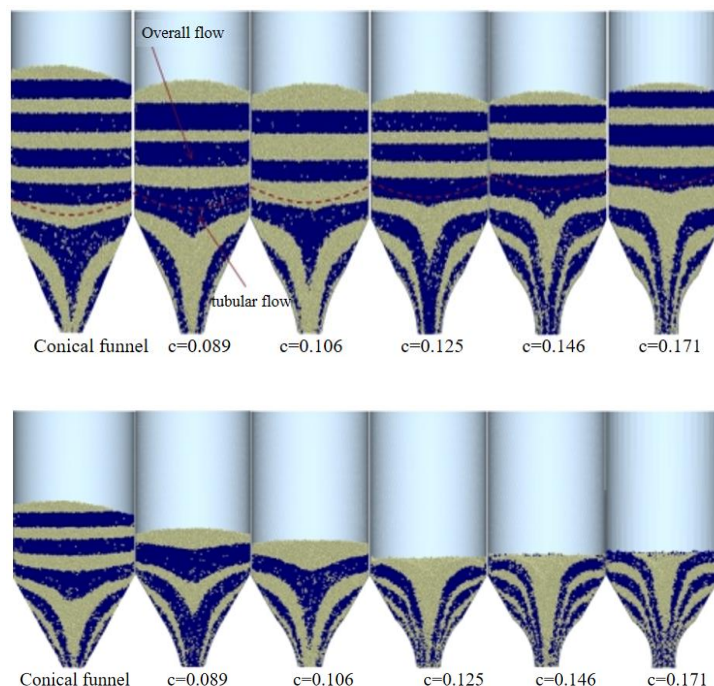 Overall flow
tubular flow
Conical funnel c=0.089 c=0.106 c=0.125 c=0.146 c=0.171
Conical funnel c=0.089 c=0.106 c=0.125 c=0.146 c=0.171